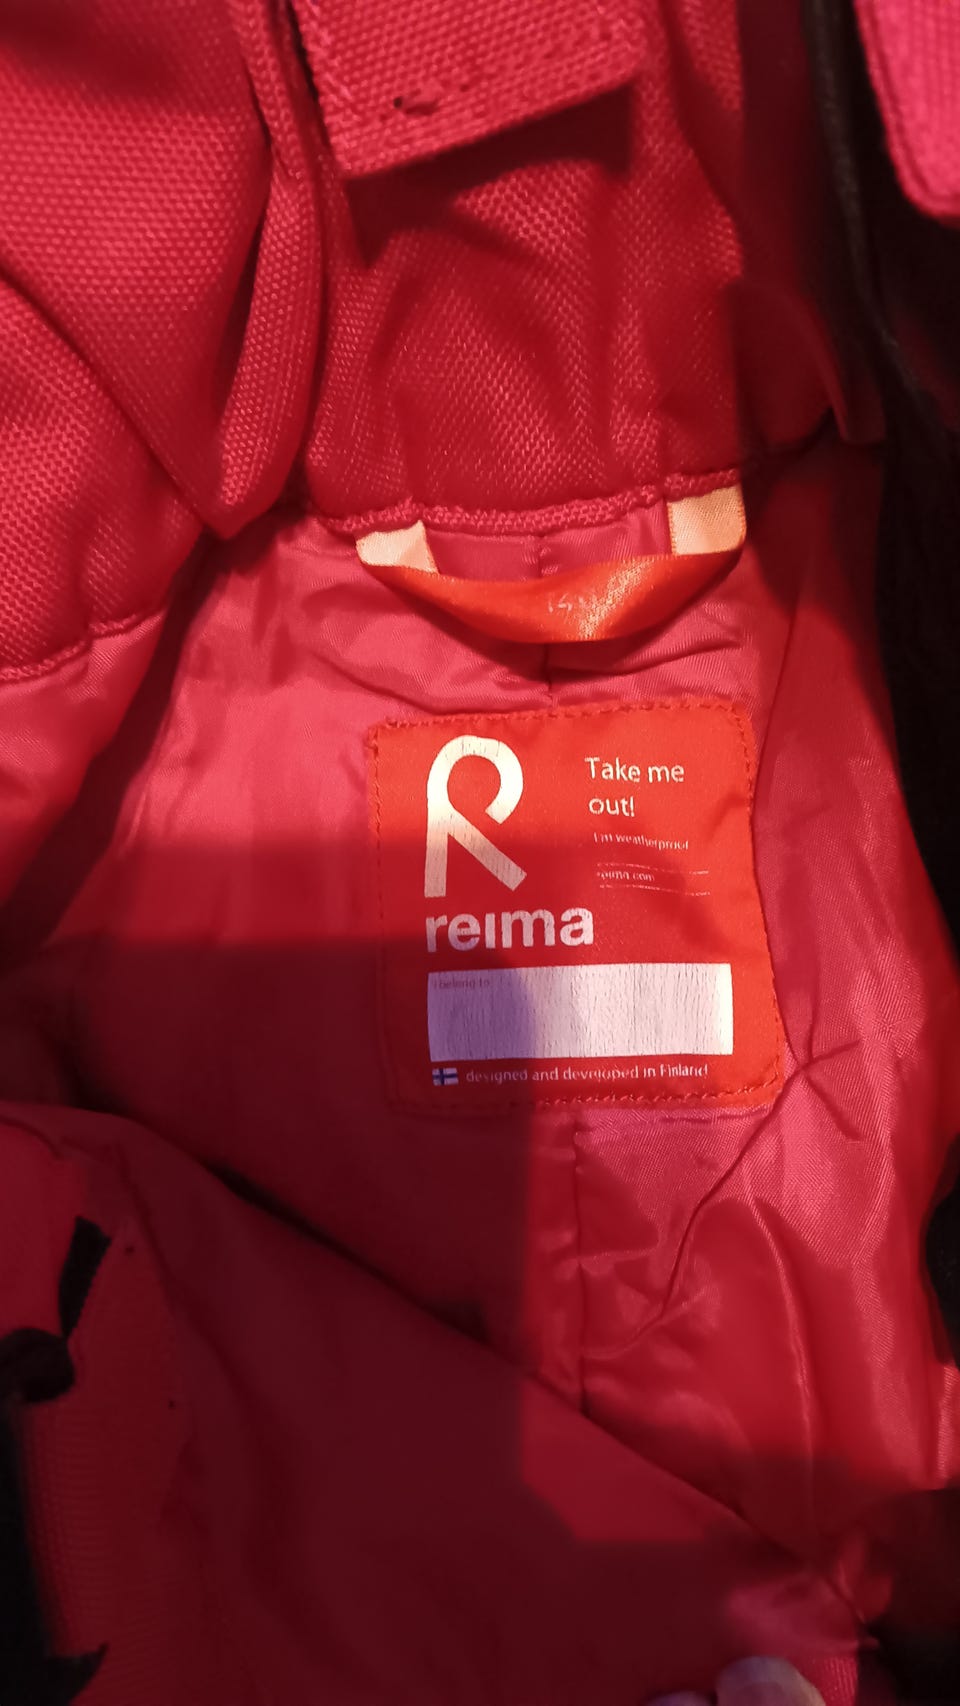 Take me
out!
I'm weatherproof
reima.com
reima
I belong to:
designed and developed in Finland